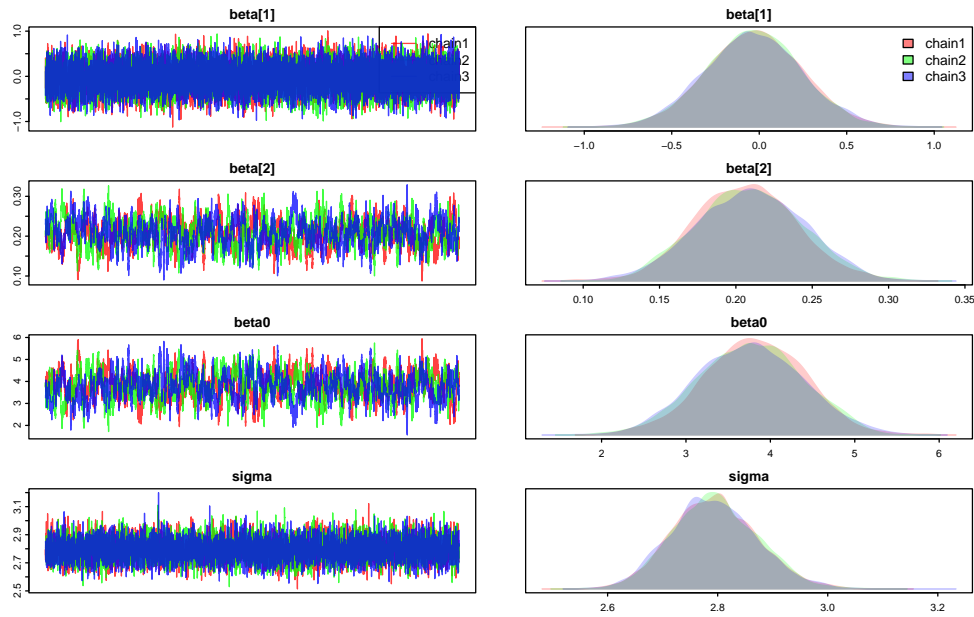 beta[1]
1.0
0.0
−1.0
chain1
chain2
chain3
beta[1]
chain1
chain2
chain3
−1.0 −0.5 0.0 0.5 1.0
beta[2]
0.30
0.20
0.10
beta[2]
0.10 0.15 0.20 0.25 0.30 0.35
beta0
6
5
4
3
2
beta0
2 3 4 5 6
sigma
3.1
2.9
2.7
2.5
sigma
2.6 2.8 3.0 3.2